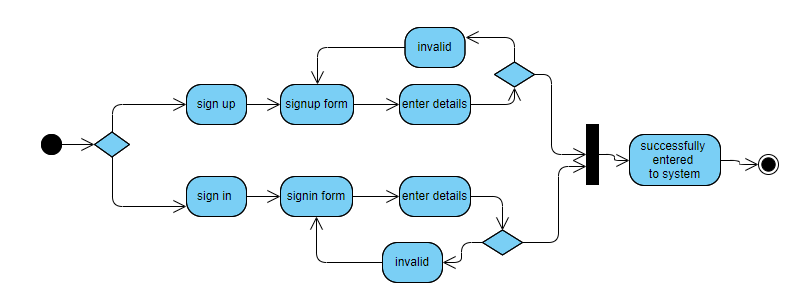 invalid
sign up
signup form
enter details
successfully
entered
to system
sign in
signin form
enter details
invalid